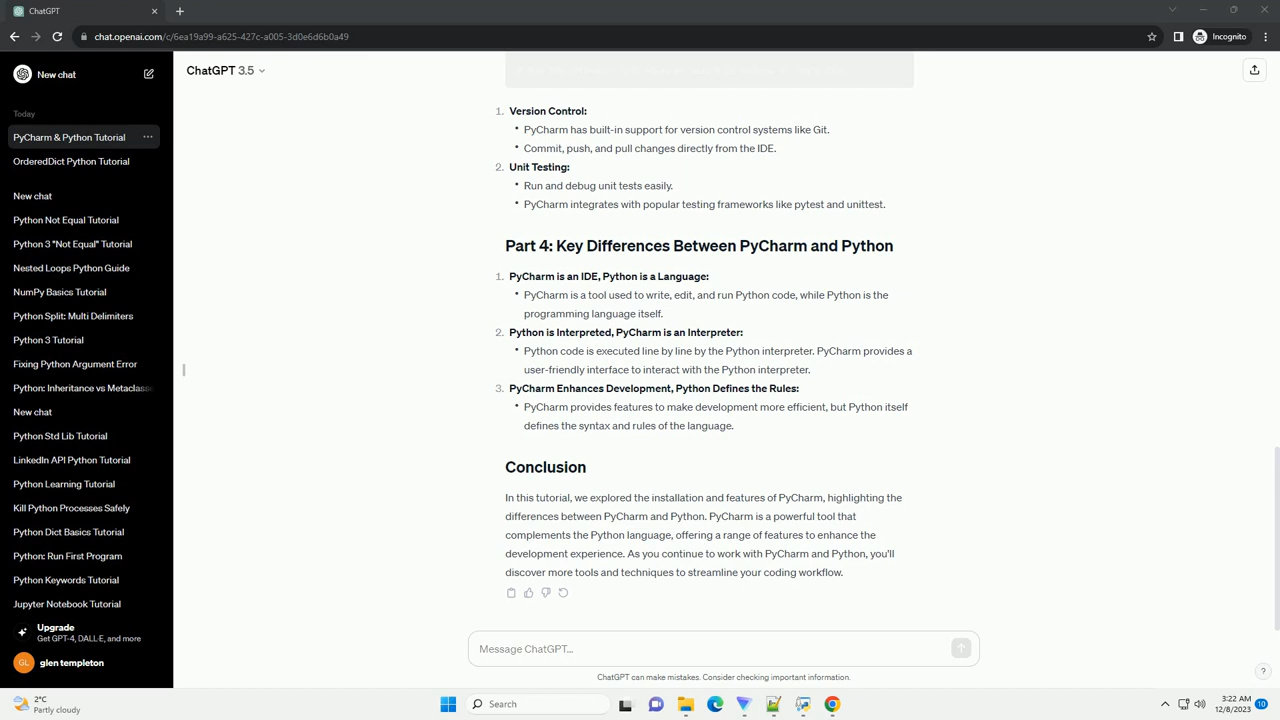 ChatGPT
chat.openai.com/c/6ea19a99-a625-427c-a005-3d0e6d6b0a49
Incognito
New chat
ChatGPT 3.5
Today
PyCharm & Python Tutorial
OrderedDict Python Tutorial
New chat
Python Not Equal Tutorial
Python 3 "Not Equal" Tutorial
Nested Loops Python Guide
NumPy Basics Tutorial
Python Split: Multi Delimiters
Python 3 Tutorial
Fixing Python Argument Error
Python: Inheritance vs Metaclasse
New chat
Python Std Lib Tutorial
LinkedIn API Python Tutorial
Python Learning Tutorial
Kill Python Processes Safely
Python Dict Basics Tutorial
Python: Run First Program
Python Keywords Tutorial
Jupyter Notebook Tutorial
Upgrade
Get GPT-4, DALL·E, and more
GL glen templeton
1. Version Control:
• PyCharm has built-in support for version control systems like Git.
• Commit, push, and pull changes directly from the IDE.
2. Unit Testing:
• Run and debug unit tests easily.
• PyCharm integrates with popular testing frameworks like pytest and unittest.
Part 4: Key Differences Between PyCharm and Python
1. PyCharm is an IDE, Python is a Language:
• PyCharm is a tool used to write, edit, and run Python code, while Python is the
programming language itself.
2. Python is Interpreted, PyCharm is an Interpreter:
• Python code is executed line by line by the Python interpreter. PyCharm provides a
user-friendly interface to interact with the Python interpreter.
3. PyCharm Enhances Development, Python Defines the Rules:
• PyCharm provides features to make development more efficient, but Python itself
defines the syntax and rules of the language.
Conclusion
In this tutorial, we explored the installation and features of PyCharm, highlighting the
differences between PyCharm and Python. PyCharm is a powerful tool that
complements the Python language, offering a range of features to enhance the
development experience. As you continue to work with PyCharm and Python, you'll
discover more tools and techniques to streamline your coding workflow.
Message ChatGPT...
ChatGPT can make mistakes. Consider checking important information.
?
2°C
Partly cloudy
Search
3:22 AM
12/8/2023
10